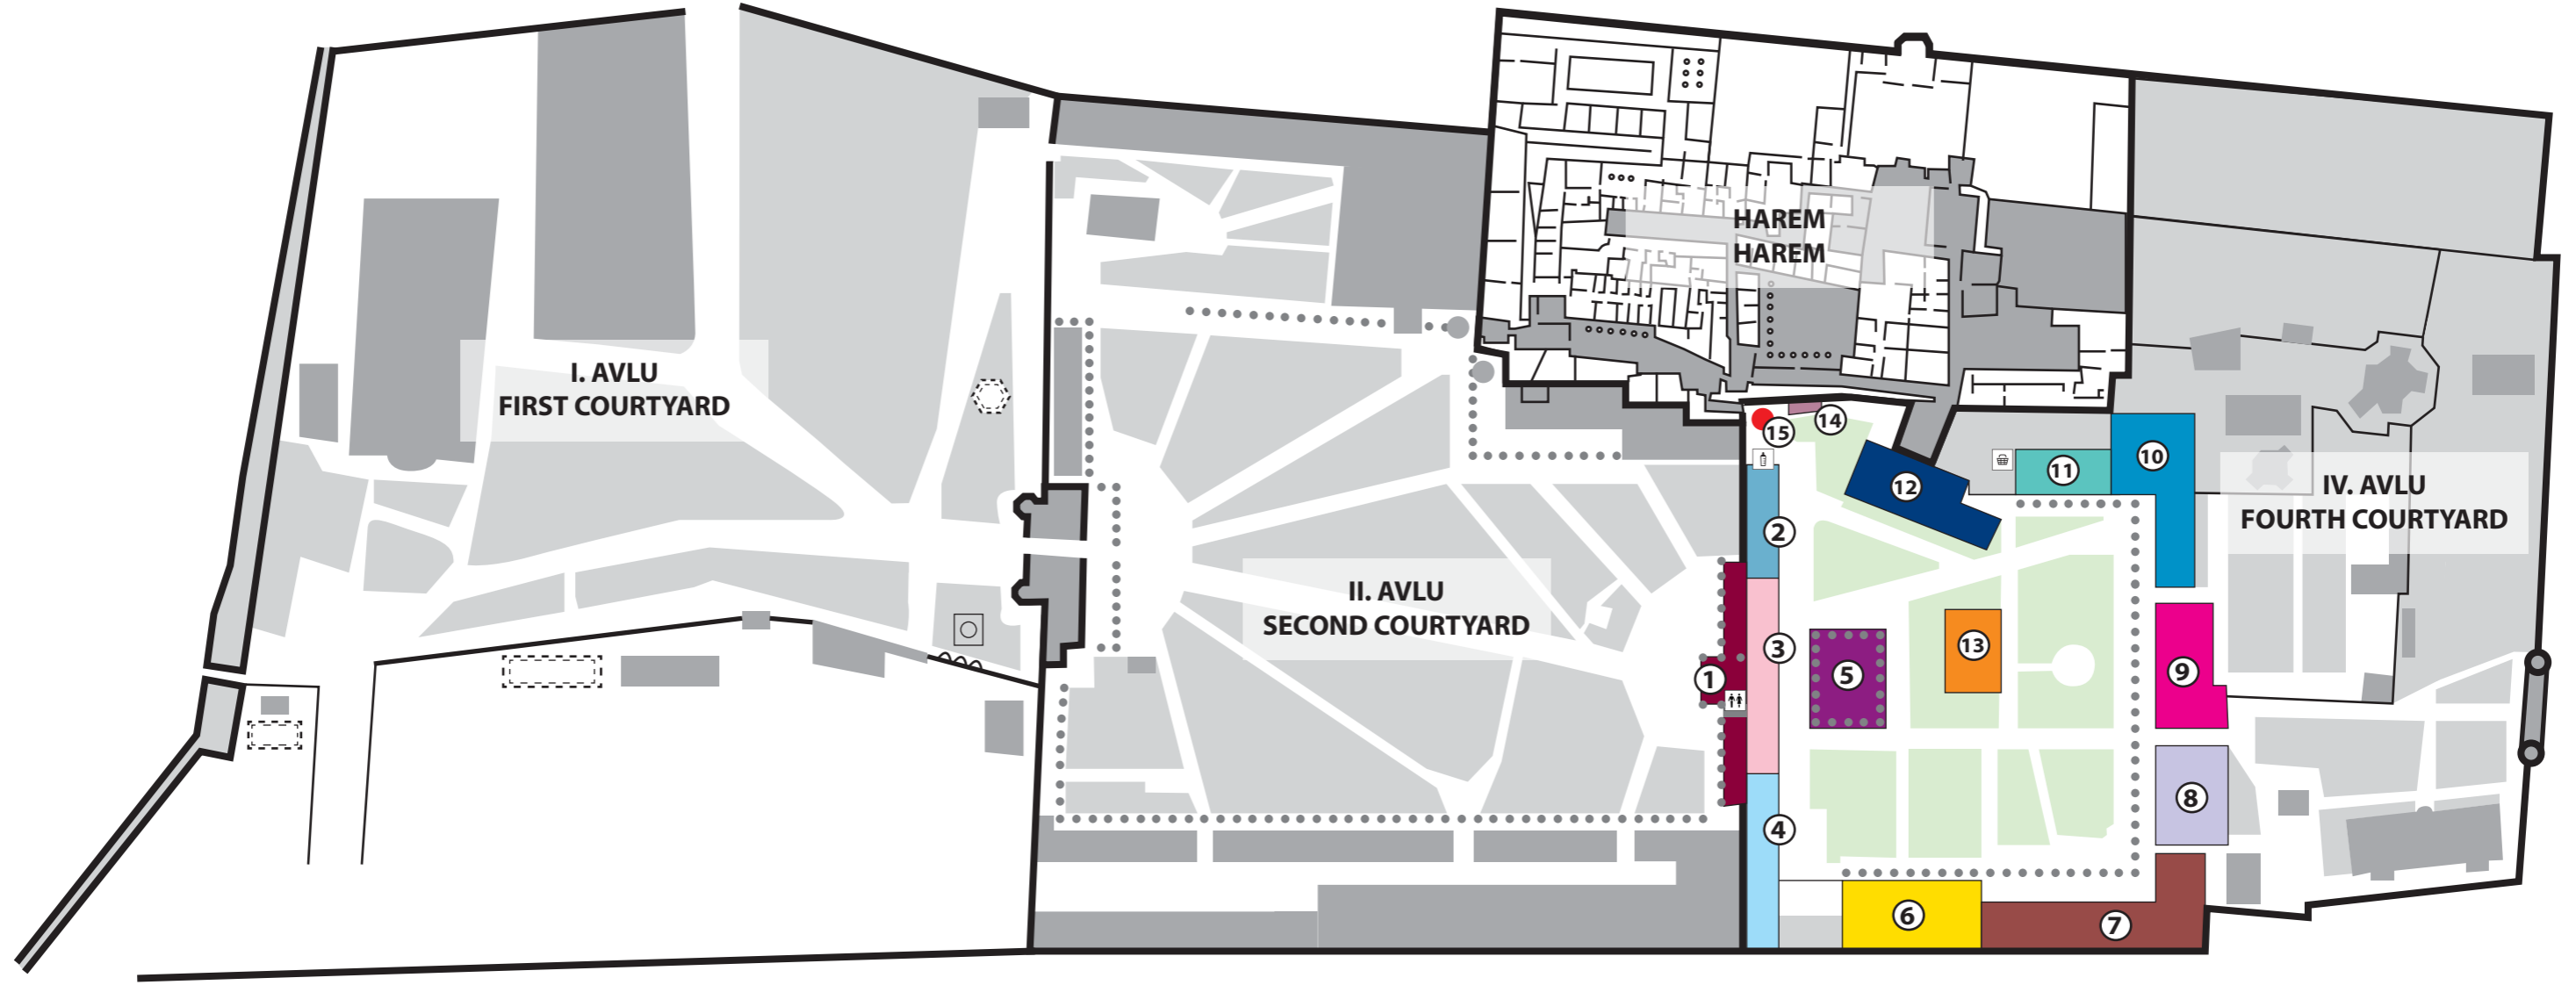 HAREM
HAREM
I. AVLU
FIRST COURTYARD
14
15
10
11
12
IV. AVLU
FOURTH COURTYARD
2
II. AVLU
SECOND COURTYARD
3
13
1
5
9
8
4
6
7